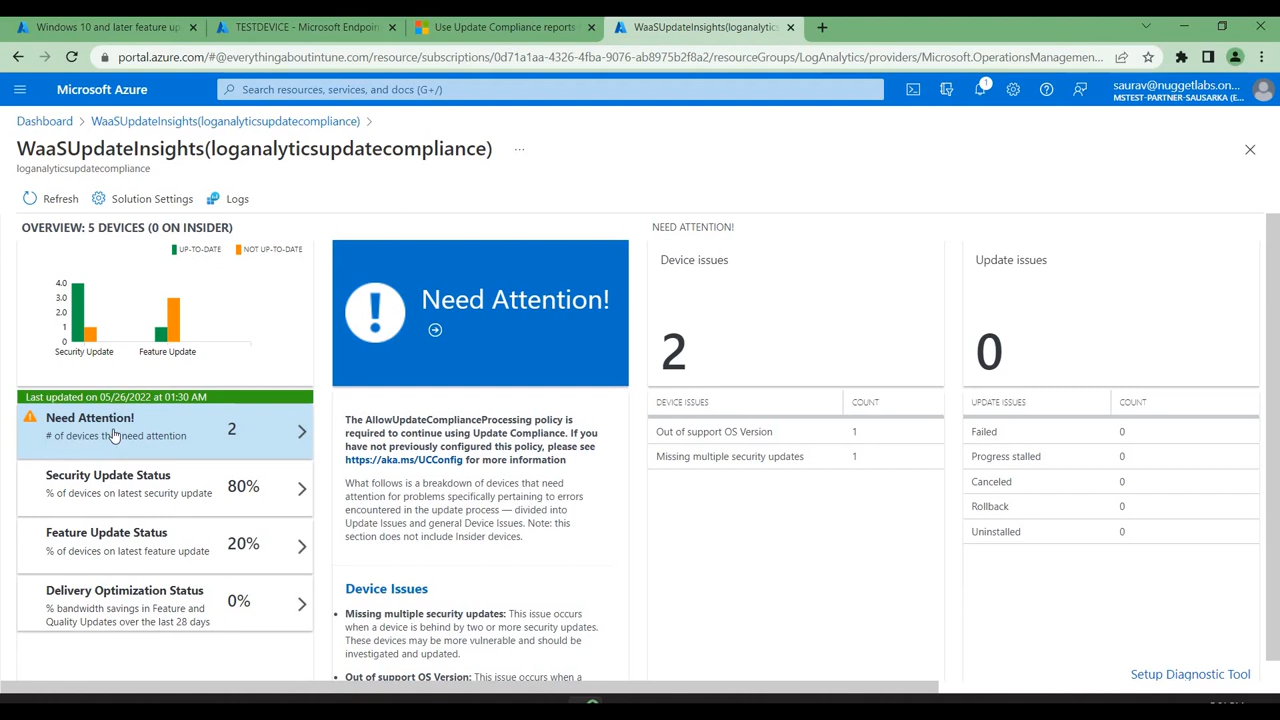 Windows 10 and later feature up
TESTDEVICE - Microsoft Endpoin
Use Update Compliance reports
WaaSUpdateInsights(loganalytics
portal.azure.com/#@everythingaboutintune.com/resource/subscriptions/0d71a1aa-4326-4fba-9076-ab8975b2f8a2/resourceGroups/LogAnalytics/providers/Microsoft.OperationsManagemen...
Microsoft Azure
Search resources, services, and docs (G+/)
1
saurav@nuggetlabs.on...
MSTEST-PARTNER-SAUSARKA (E...
Dashboard > WaaSUpdateInsights(loganalyticsupdatecompliance) >
WaaSUpdateInsights(loganalyticsupdatecompliance) ...
loganalyticsupdatecompliance
Refresh Solution Settings Logs
OVERVIEW: 5 DEVICES (0 ON INSIDER)
UP-TO-DATE NOT UP-TO-DATE
4.0
3.0
2.0
1
0
Security Update Feature Update
Last updated on 05/26/2022 at 01:30 AM
Need Attention!
# of devices that need attention
2
Security Update Status
% of devices on latest security update
80%
Feature Update Status
% of devices on latest feature update
20%
Delivery Optimization Status
% bandwidth savings in Feature and
Quality Updates over the last 28 days
0%
Need Attention!
The AllowUpdateComplianceProcessing policy is
required to continue using Update Compliance. If you
have not previously configured this policy, please see
https://aka.ms/UCConfig for more information
What follows is a breakdown of devices that need
attention for problems specifically pertaining to errors
encountered in the update process — divided into
Update Issues and general Device Issues. Note: this
section does not include Insider devices.
Device Issues
• Missing multiple security updates: This issue occurs
when a device is behind by two or more security updates.
These devices may be more vulnerable and should be
investigated and updated.
• Out of support OS Version: This issue occurs when a
NEED ATTENTION!
Device issues
2
DEVICE ISSUES COUNT
Out of support OS Version 1
Missing multiple security updates 1
Update issues
0
UPDATE ISSUES COUNT
Failed 0
Progress stalled 0
Canceled 0
Rollback 0
Uninstalled 0
Setup Diagnostic Tool